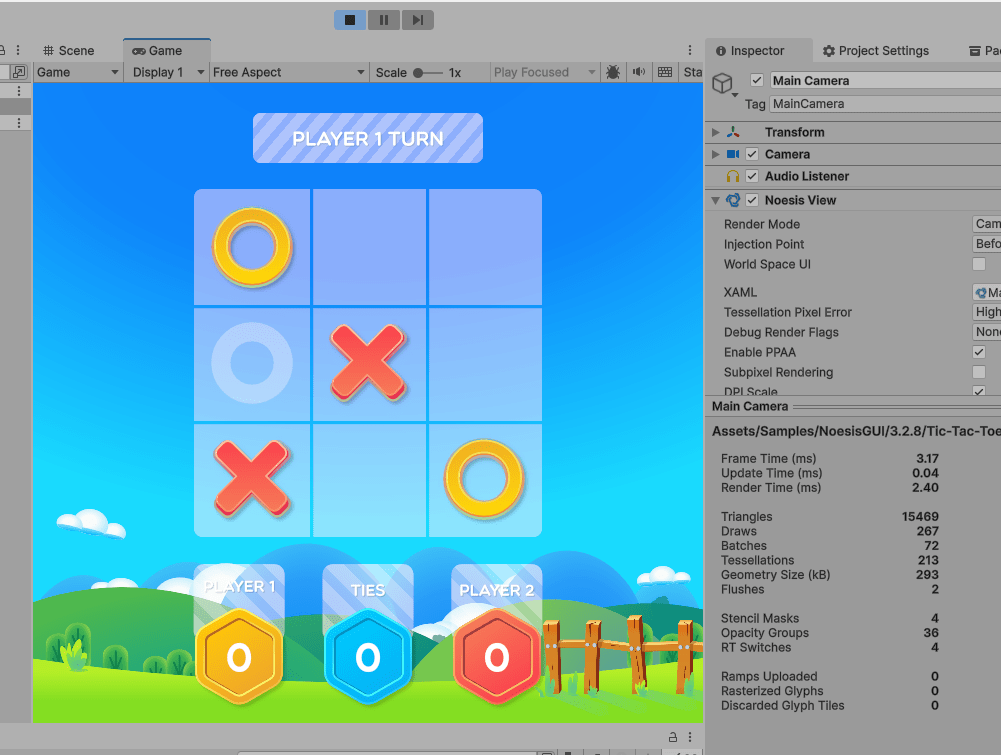 Scene
Game
Game
Display 1
Free Aspect
Scale
1x
Play Focused
Sta
PLAYER 1 TURN
PLAYER 1
TIES
PLAYER 2
0
0
0
Inspector
Project Settings
Pac
Main Camera
Tag MainCamera
Transform
Camera
Audio Listener
Noesis View
Render Mode Cam
Injection Point Befo
World Space UI
XAML Ma
Tessellation Pixel Error High
Debug Render Flags None
Enable PPAA
Subpixel Rendering
DPI Scale
Main Camera
Assets/Samples/NoesisGUI/3.2.8/Tic-Tac-Toe
Frame Time (ms) 3.17
Update Time (ms) 0.04
Render Time (ms) 2.40
Triangles 15469
Draws 267
Batches 72
Tessellations 213
Geometry Size (kB) 293
Flushes 2
Stencil Masks 4
Opacity Groups 36
RT Switches 4
Ramps Uploaded 0
Rasterized Glyphs 0
Discarded Glyph Tiles 0